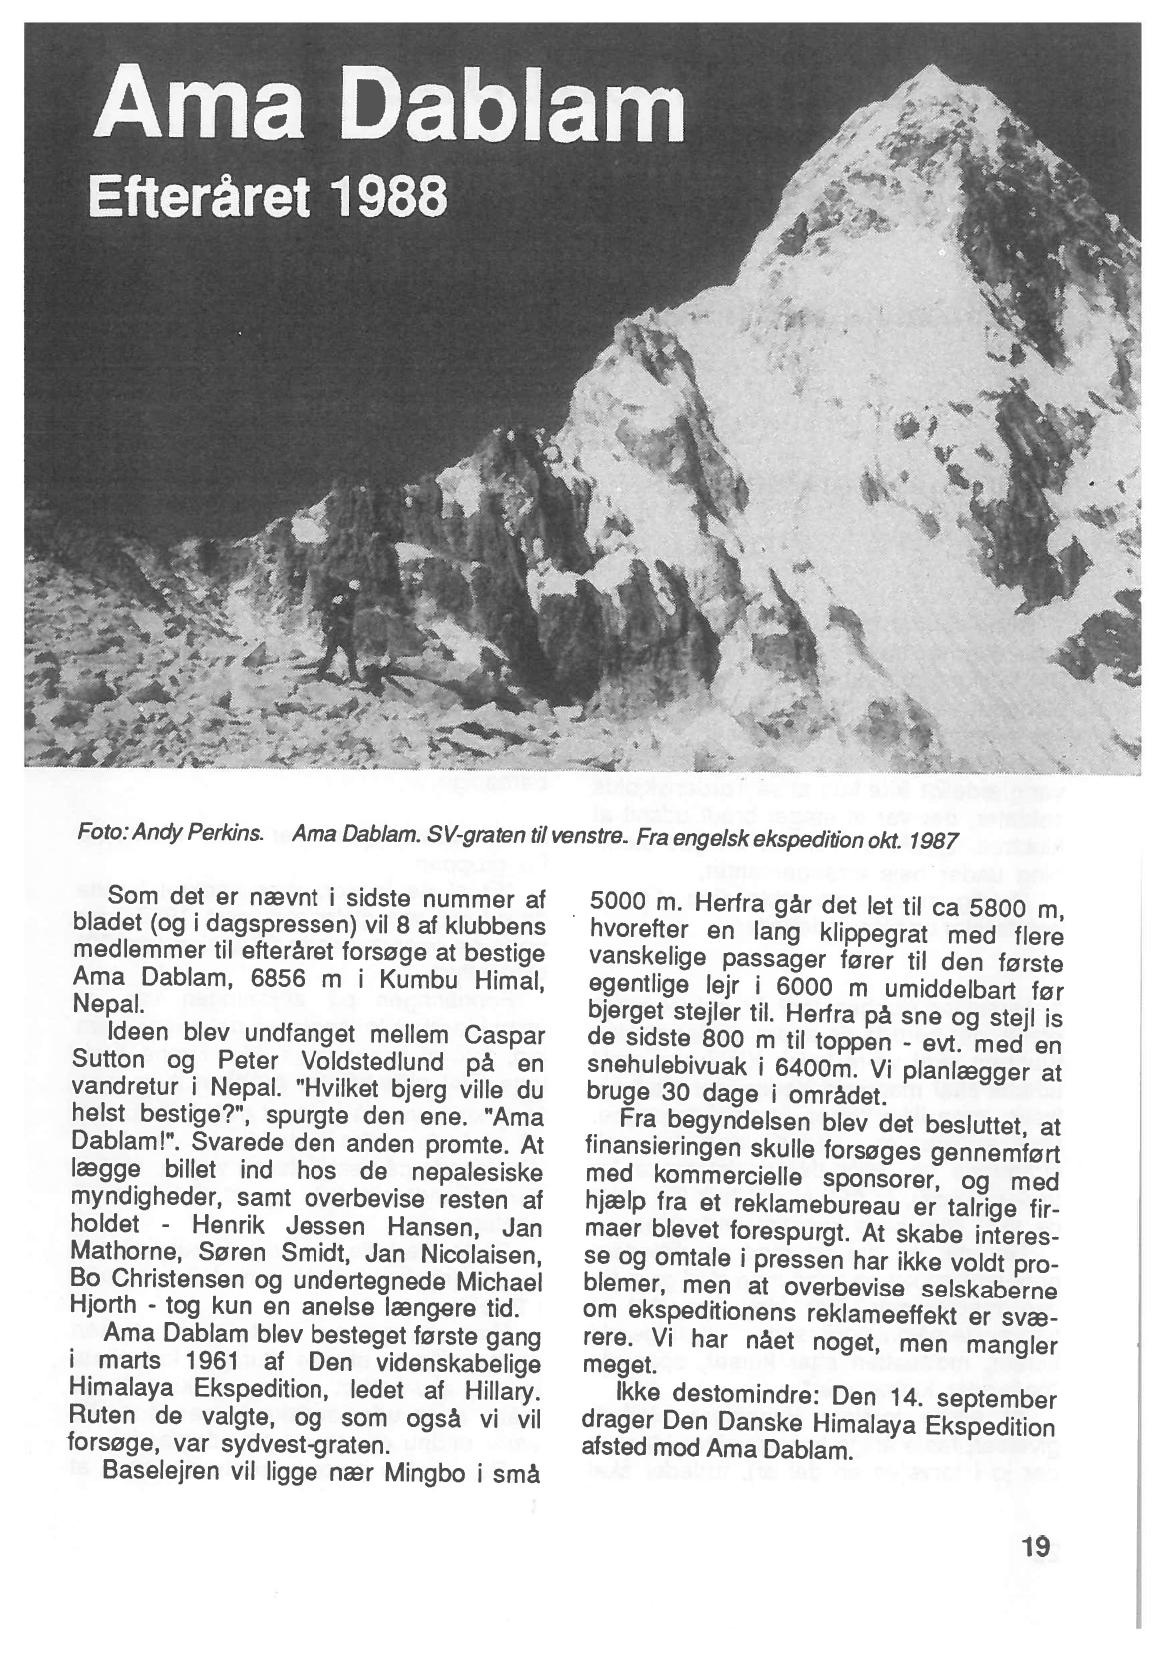 Ama Dablam
Efteråret 1988
Foto: Andy Perkins. Ama Dablam. SV-graten til venstre. Fra engelsk ekspedition okt. 1987
Som det er nævnt i sidste nummer af
bladet (og i dagspressen) vil 8 af klubbens
medlemmer til efteråret forsøge at bestige
Ama Dablam, 6856 m i Kumbu Himal,
Nepal.
Ideen blev undfanget mellem Caspar
Sutton og Peter Voldstedlund på en
vandretur i Nepal. "Hvilket bjerg ville du
helst bestige?", spurgte den ene. "Ama
Dablam!". Svarede den anden promte. At
lægge billet ind hos de nepalesiske
myndigheder, samt overbevise resten af
holdet - Henrik Jessen Hansen, Jan
Mathorne, Søren Smidt, Jan Nicolaisen,
Bo Christensen og undertegnede Michael
Hjorth - tog kun en anelse længere tid.
Ama Dablam blev besteget første gang
i marts 1961 af Den videnskabelige
Himalaya Ekspedition, ledet af Hillary.
Ruten de valgte, og som også vi vil
forsøge, var sydvest-graten.
Baselejren vil ligge nær Mingbo i små
5000 m. Herfra går det let til ca 5800 m,
hvorefter en lang klippegrat med flere
vanskelige passager fører til den første
egentlige lejr i 6000 m umiddelbart før
bjerget stejler til. Herfra på sne og stejl is
de sidste 800 m til toppen - evt. med en
snehulebivuak i 6400m. Vi planlægger at
bruge 30 dage i området.
Fra begyndelsen blev det besluttet, at
finansieringen skulle forsøges gennemført
med kommercielle sponsorer, og med
hjælp fra et reklamebureau er talrige fir-
maer blevet forespurgt. At skabe interes-
se og omtale i pressen har ikke voldt pro-
blemer, men at overbevise selskaberne
om ekspeditionens reklameeffekt er svæ-
rere. Vi har nået noget, men mangler
meget.
Ikke destomindre: Den 14. september
drager Den Danske Himalaya Ekspedition
afsted mod Ama Dablam.
19